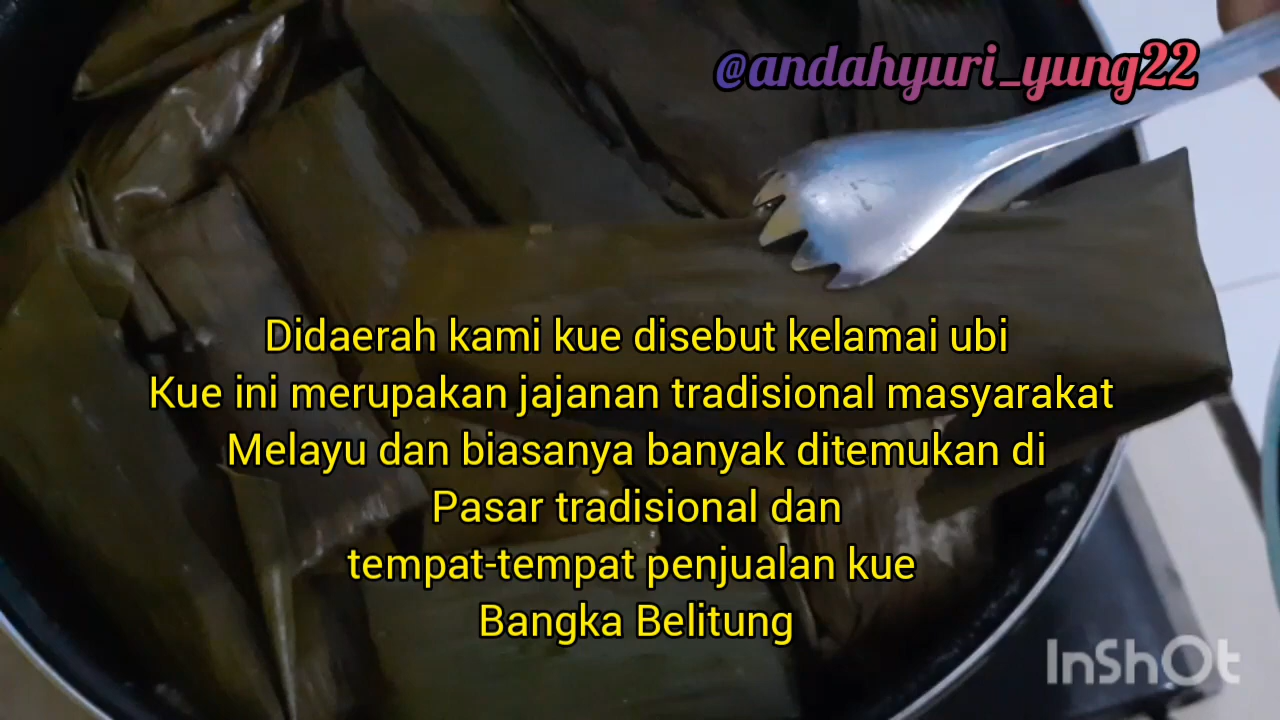 @andahyuri_yung22
Didaerah kami kue disebut kelamai ubi
Kue ini merupakan jajanan tradisional masyarakat
Melayu dan biasanya banyak ditemukan di
Pasar tradisional dan
tempat-tempat penjualan kue
Bangka Belitung
InShOt